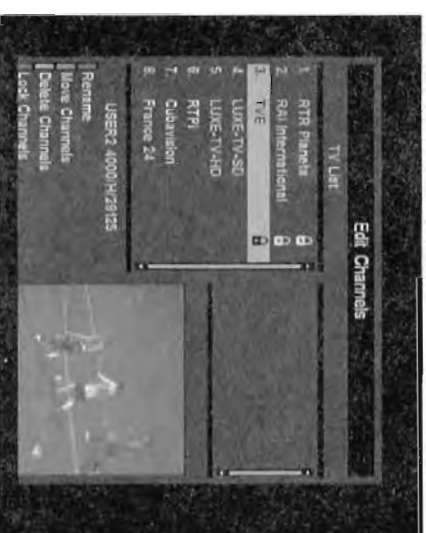 Edit Channels
TV List
1. RTR Planeta
2. RAI International
3. TVE
4. LUXE-TV-SD
5. LUXE-TV-HD
6. RTPi
7. Cubavision
8. France 24
USER2 4000/H/29125
Rename
Move Channels
Delete Channels
Lock Channels